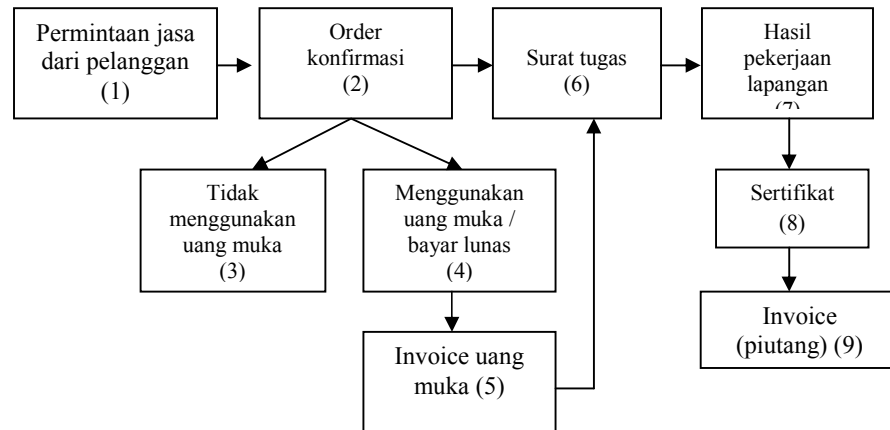 Permintaan jasa
dari pelanggan
(1)
Order
konfirmasi
(2)
Surat tugas
(6)
Hasil
pekerjaan
lapangan
(7)
Tidak
menggunakan
uang muka
(3)
Menggunakan
uang muka /
bayar lunas
(4)
Sertifikat
(8)
Invoice uang
muka (5)
Invoice
(piutang) (9)